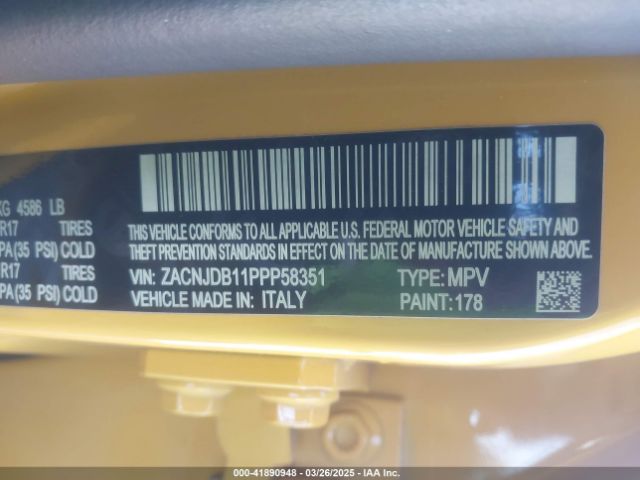 KG 4586 LB
R17 TIRES
PA(35 PSI) COLD
R17 TIRES
PA(35 PSI) COLD
THIS VEHICLE CONFORMS TO ALL APPLICABLE U.S. FEDERAL MOTOR VEHICLE SAFETY AND
THEFT PREVENTION STANDARDS IN EFFECT ON THE DATE OF MANUFACTURE SHOWN ABOVE.
VIN: ZACNJDB11PPP58351 TYPE: MPV
VEHICLE MADE IN: ITALY PAINT: 178
000-41890948 - 03/26/2025 - IAA Inc.